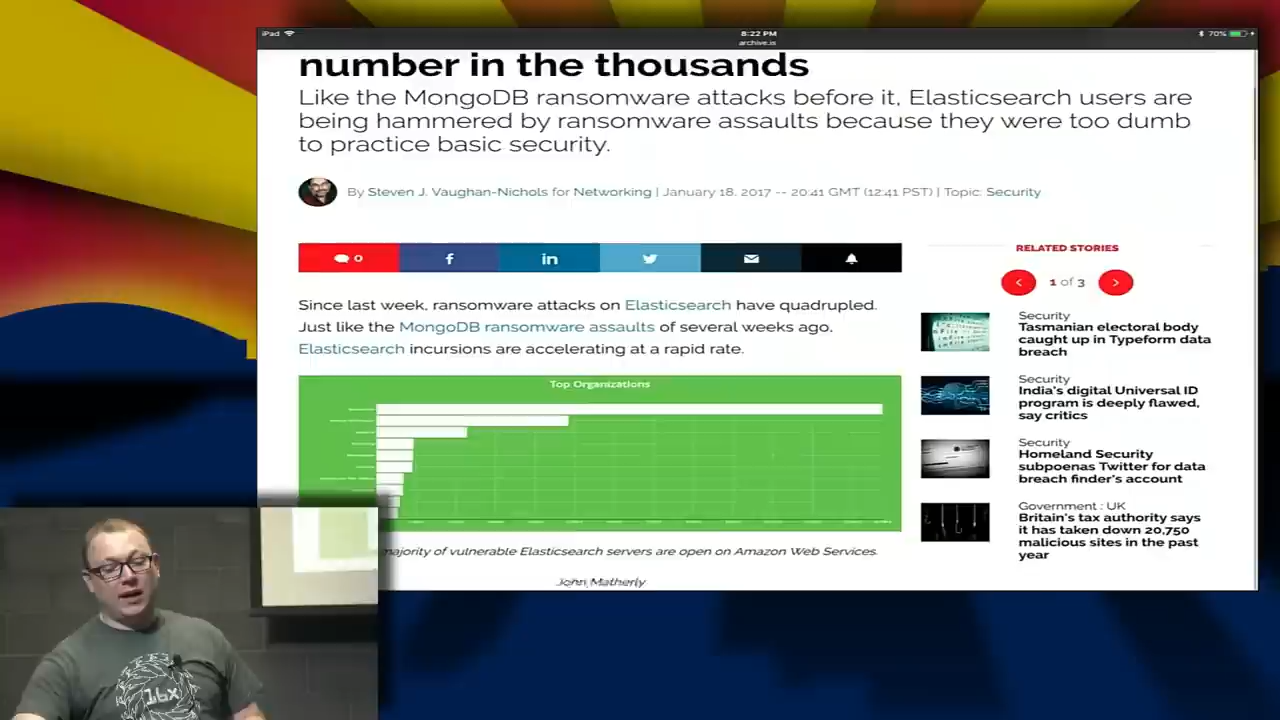 iPad
8:22 PM
archive.is
70%
number in the thousands
Like the MongoDB ransomware attacks before it, Elasticsearch users are
being hammered by ransomware assaults because they were too dumb
to practice basic security.
By Steven J. Vaughan-Nichols for Networking | January 18, 2017 -- 20:41 GMT (12:41 PST) | Topic: Security
0
f
in
RELATED STORIES
< 1 of 3 >
Since last week, ransomware attacks on Elasticsearch have quadrupled.
Just like the MongoDB ransomware assaults of several weeks ago,
Elasticsearch incursions are accelerating at a rapid rate.
Top Organizations
majority of vulnerable Elasticsearch servers are open on Amazon Web Services.
John Matherly
Security
Tasmanian electoral body
caught up in Typeform data
breach
Security
India's digital Universal ID
program is deeply flawed,
say critics
Security
Homeland Security
subpoenas Twitter for data
breach finder's account
Government : UK
Britain's tax authority says
it has taken down 20,750
malicious sites in the past
year